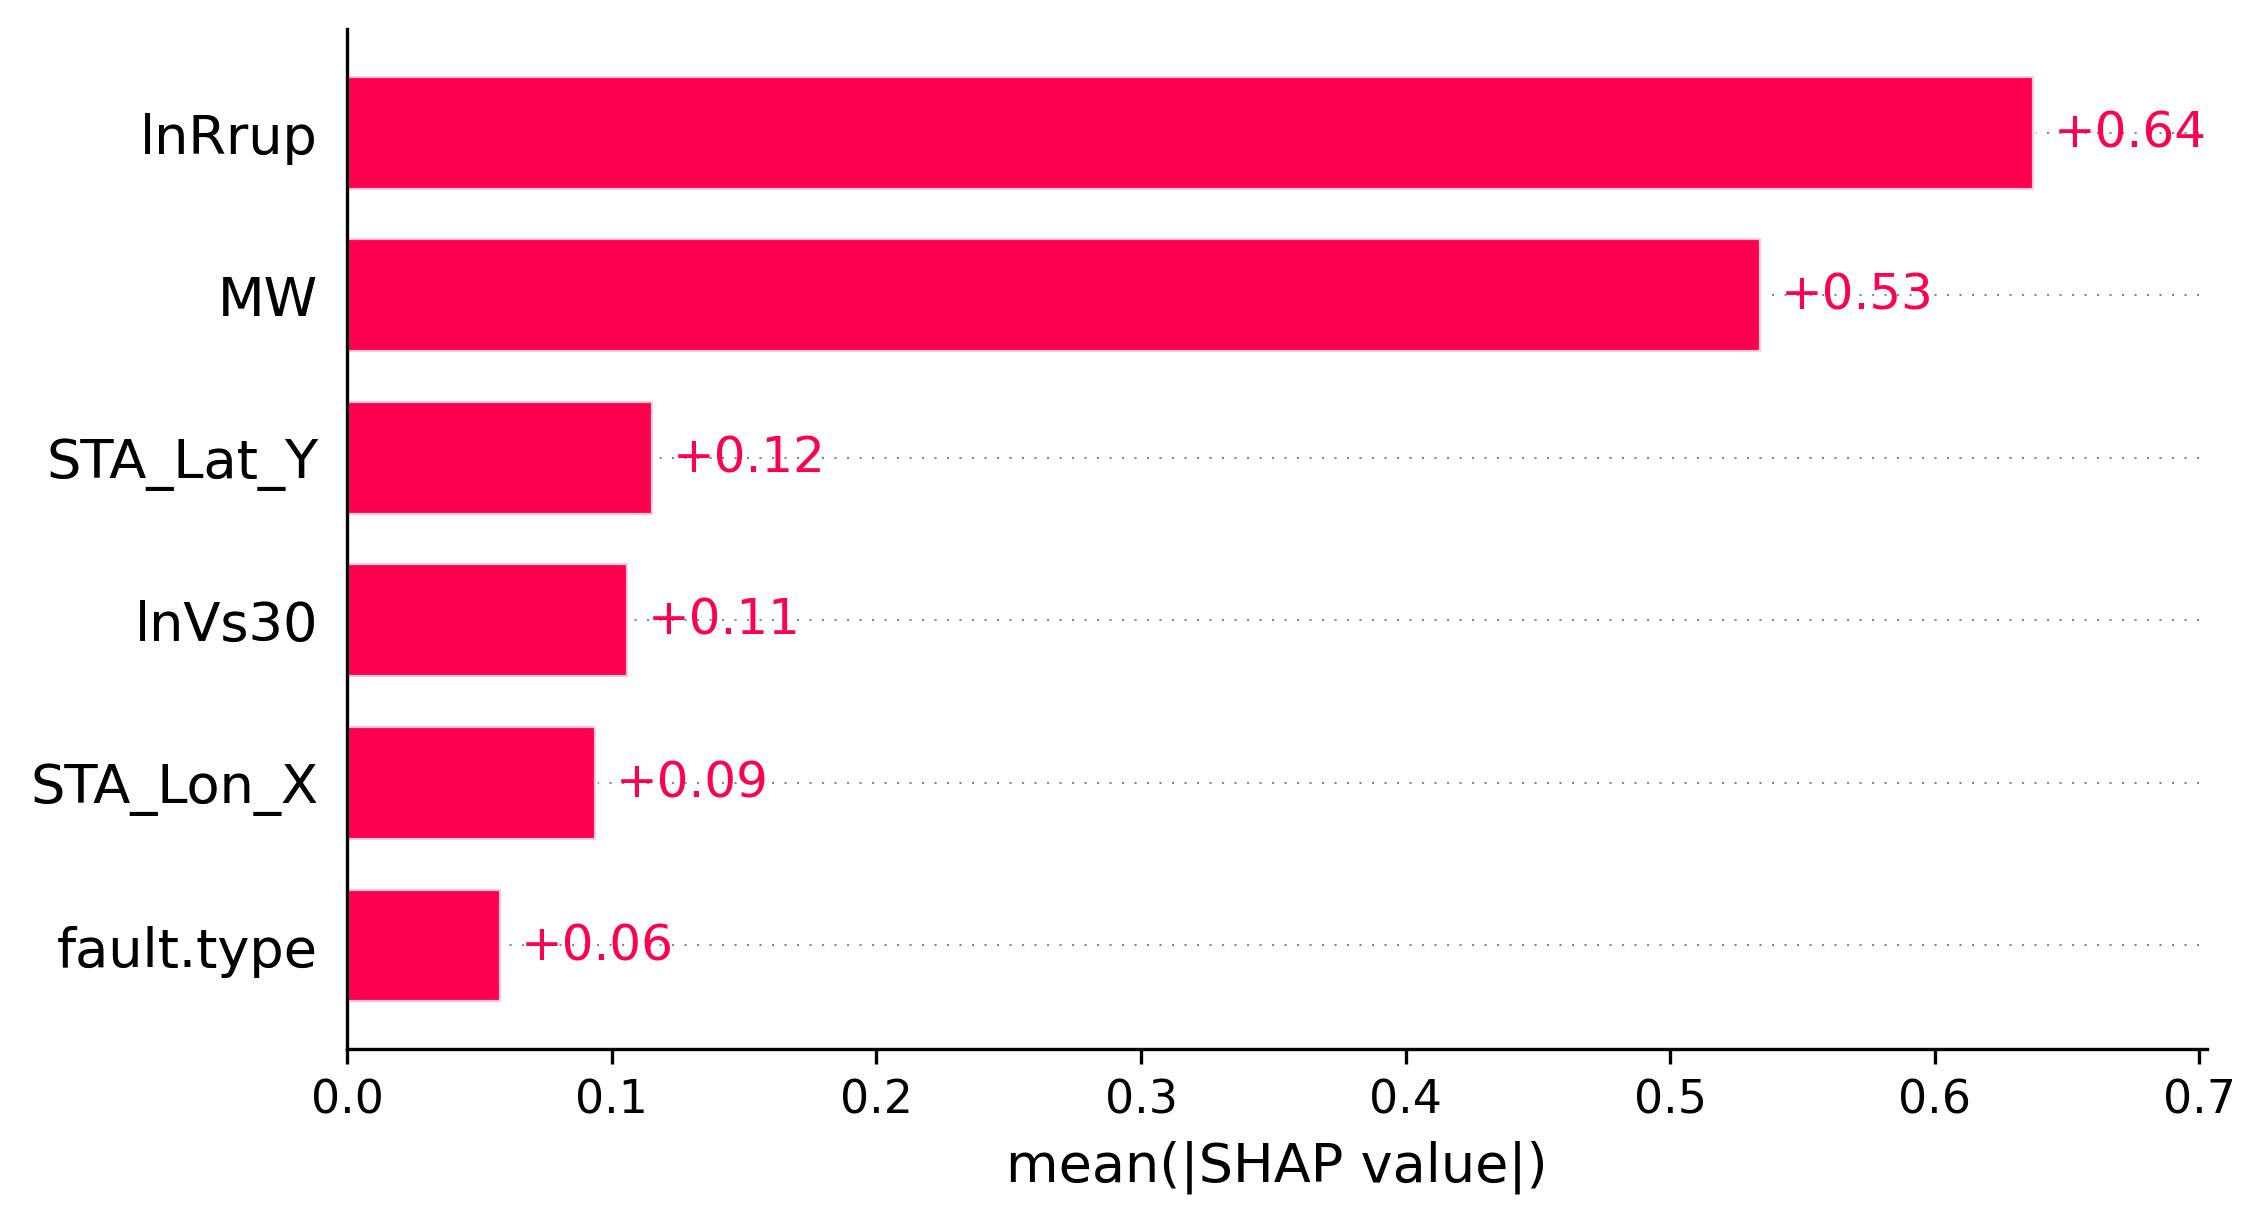 lnRrup +0.64
MW +0.53
STA_Lat_Y +0.12
lnVs30 +0.11
STA_Lon_X +0.09
fault.type +0.06
0.0 0.1 0.2 0.3 0.4 0.5 0.6 0.7
mean(|SHAP value|)